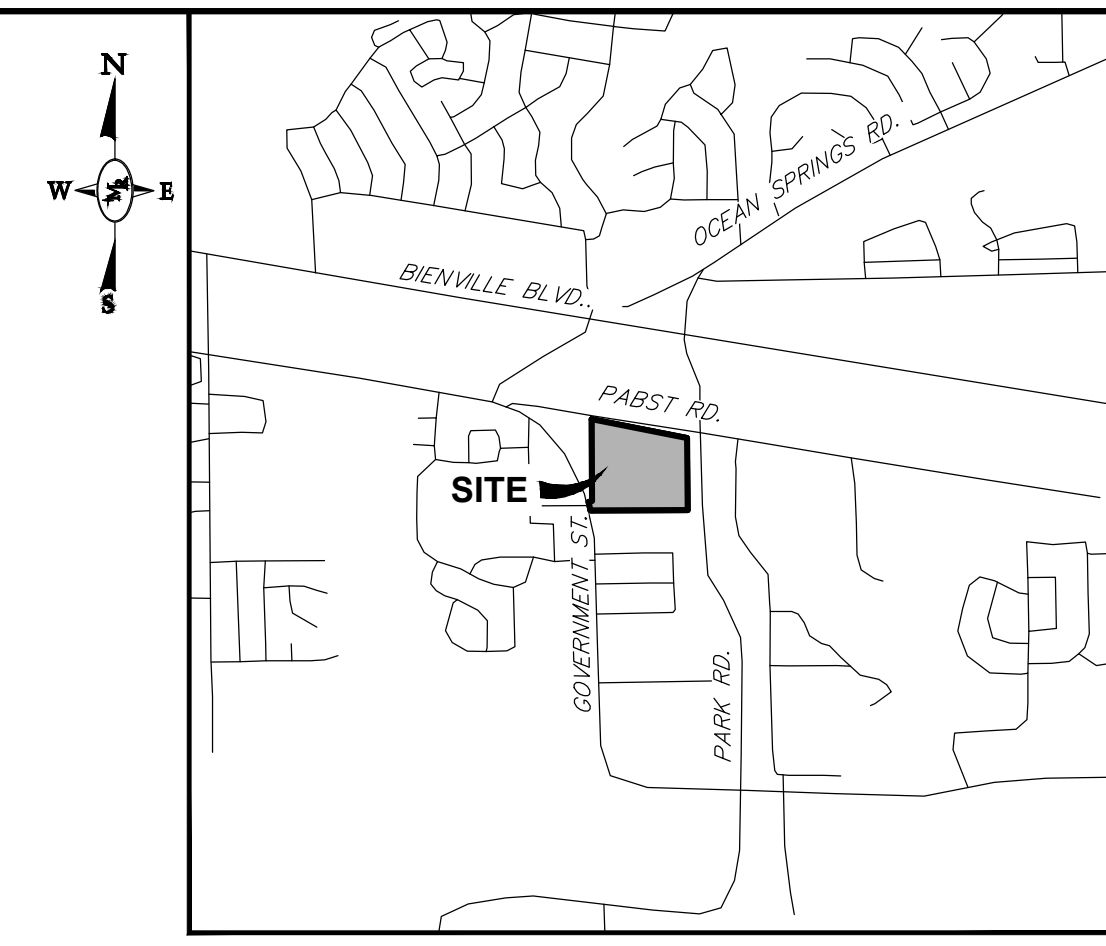 N
W E
S
OCEAN SPRINGS RD.
BIENVILLE BLVD.
PABST RD.
SITE
GOVERNMENT ST.
PARK RD.